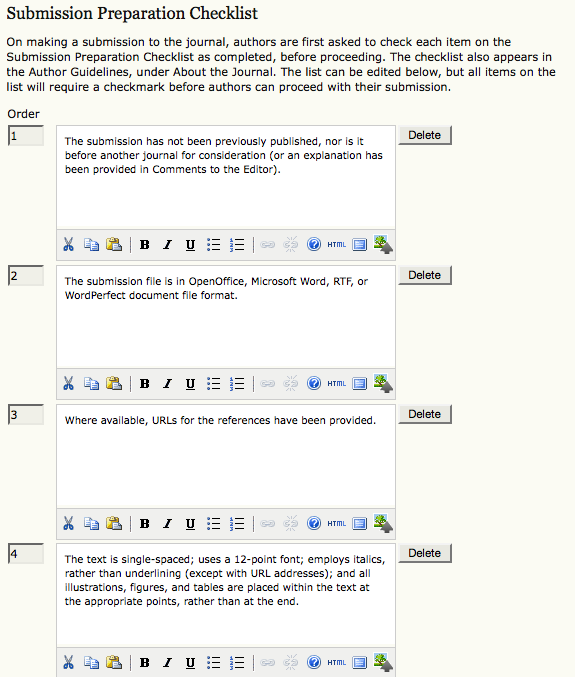 Submission Preparation Checklist
On making a submission to the journal, authors are first asked to check each item on the
Submission Preparation Checklist as completed, before proceeding. The checklist also appears in
the Author Guidelines, under About the Journal. The list can be edited below, but all items on the
list will require a checkmark before authors can proceed with their submission.
Order
1
The submission has not been previously published, nor is it
before another journal for consideration (or an explanation has
been provided in Comments to the Editor).
Delete
B I U HTML
2
The submission file is in OpenOffice, Microsoft Word, RTF, or
WordPerfect document file format.
Delete
B I U HTML
3
Where available, URLs for the references have been provided.
Delete
B I U HTML
4
The text is single-spaced; uses a 12-point font; employs italics,
rather than underlining (except with URL addresses); and all
illustrations, figures, and tables are placed within the text at
the appropriate points, rather than at the end.
Delete
B I U HTML